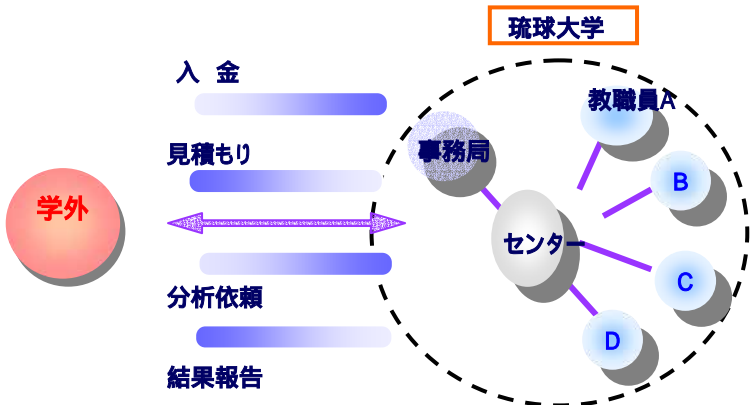 琉球大学
入 金
教職員A
見積もり
事務局
B
学外
センター
C
分析依頼
D
結果報告